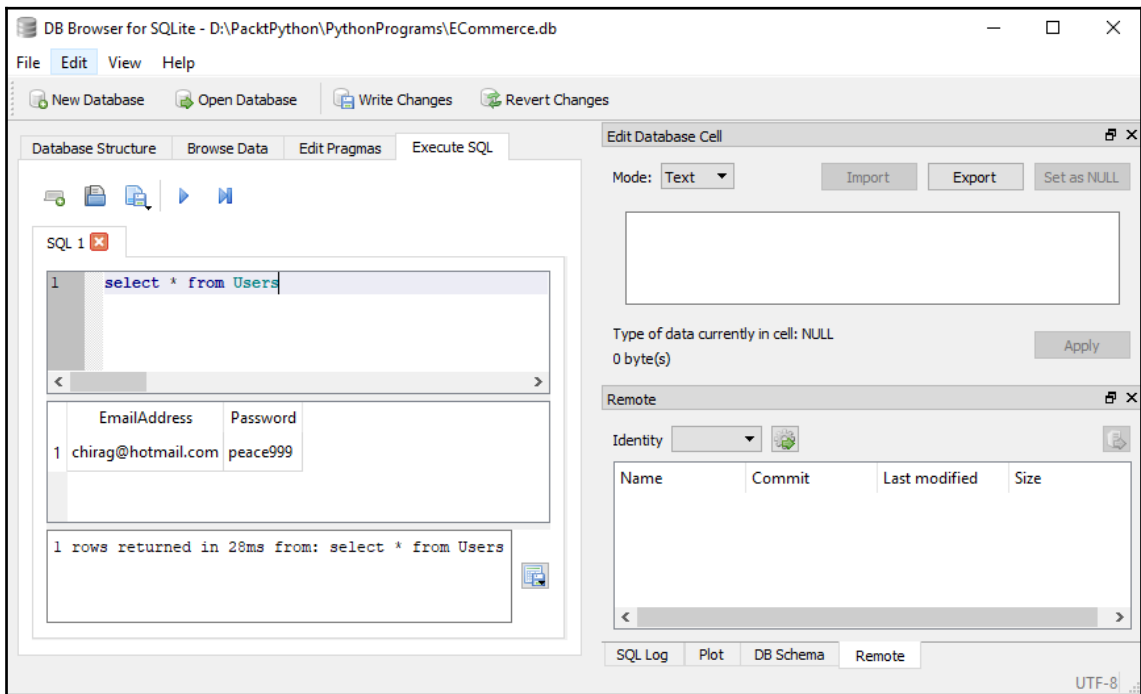 DB Browser for SQLite - D:\PacktPython\PythonPrograms\ECommerce.db
File Edit View Help
New Database Open Database Write Changes Revert Changes
Database Structure Browse Data Edit Pragmas Execute SQL
SQL 1
1 select * from Users
EmailAddress Password
1 chirag@hotmail.com peace999
1 rows returned in 28ms from: select * from Users
Edit Database Cell
Mode: Text Import Export Set as NULL
Type of data currently in cell: NULL
0 byte(s)
Apply
Remote
Identity
Name Commit Last modified Size
SQL Log Plot DB Schema Remote
UTF-8